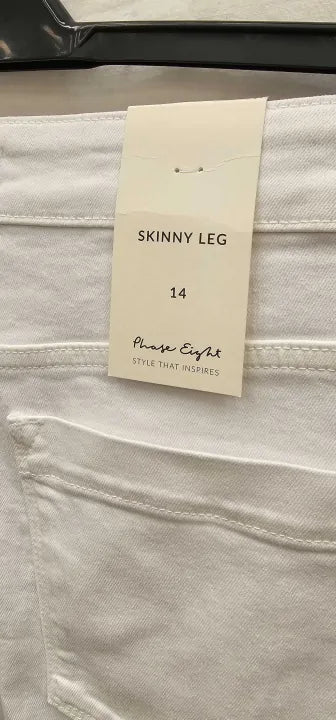 SKINNY LEG
14
Phase Eight
STYLE THAT INSPIRES